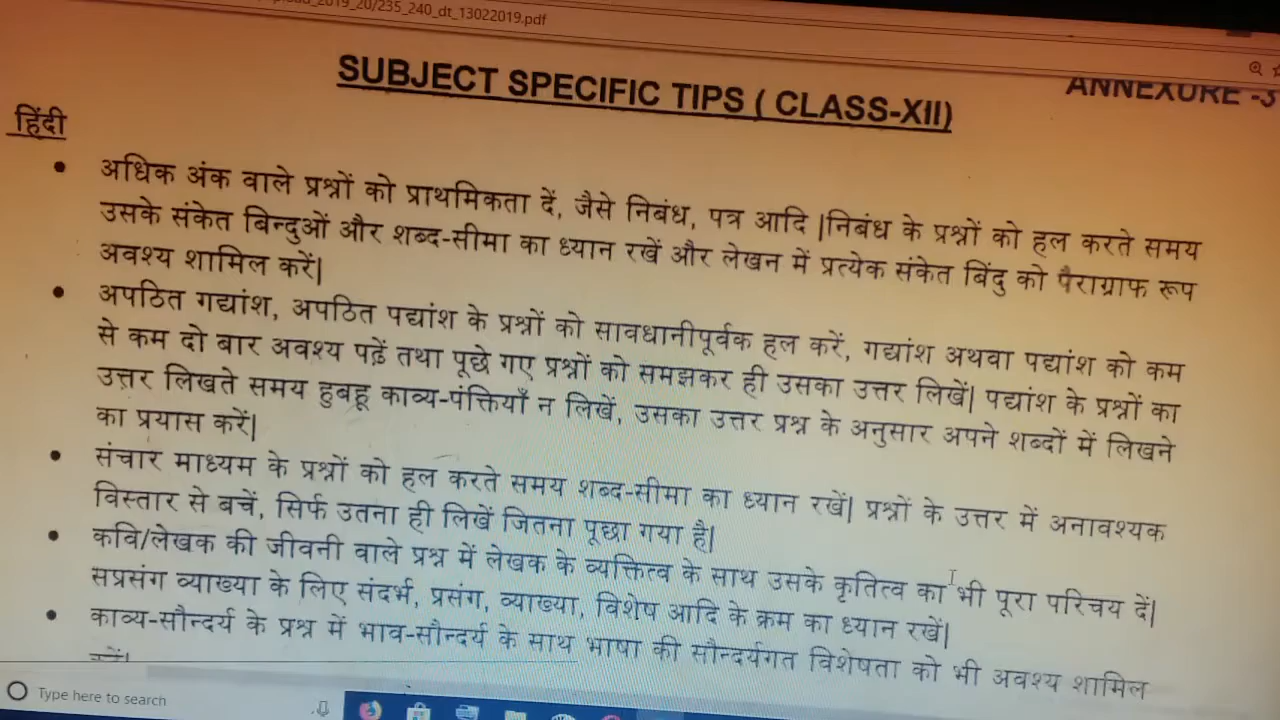 2019_20/235_240_dt_13022019.pdf
SUBJECT SPECIFIC TIPS ( CLASS-XII)
ANNEXURE -
हिंदी
• अधिक अंक वाले प्रश्नों को प्राथमिकता दें, जैसे निबंध, पत्र आदि |निबंध के प्रश्नों को हल करते समय
उसके संकेत बिन्दुओं और शब्द-सीमा का ध्यान रखें और लेखन में प्रत्येक संकेत बिंदु को पैराग्राफ रूप
अवश्य शामिल करें|
• अपठित गद्यांश, अपठित पद्यांश के प्रश्नों को सावधानीपूर्वक हल करें, गद्यांश अथवा पद्यांश को कम
से कम दो बार अवश्य पढ़ें तथा पूछे गए प्रश्नों को समझकर ही उसका उत्तर लिखें| पद्यांश के प्रश्नों का
उत्तर लिखते समय हुबहू काव्य-पंक्तियाँ न लिखें, उसका उत्तर प्रश्न के अनुसार अपने शब्दों में लिखने
का प्रयास करें|
• संचार माध्यम के प्रश्नों को हल करते समय शब्द-सीमा का ध्यान रखें| प्रश्नों के उत्तर में अनावश्यक
विस्तार से बचें, सिर्फ उतना ही लिखें जितना पूछा गया है|
• कवि/लेखक की जीवनी वाले प्रश्न में लेखक के व्यक्तित्व के साथ उसके कृतित्व का भी पूरा परिचय दें|
सप्रसंग व्याख्या के लिए संदर्भ, प्रसंग, व्याख्या, विशेष आदि के क्रम का ध्यान रखें|
• काव्य-सौन्दर्य के प्रश्न में भाव-सौन्दर्य के साथ भाषा की सौन्दर्यगत विशेषता को भी अवश्य शामिल
Type here to search